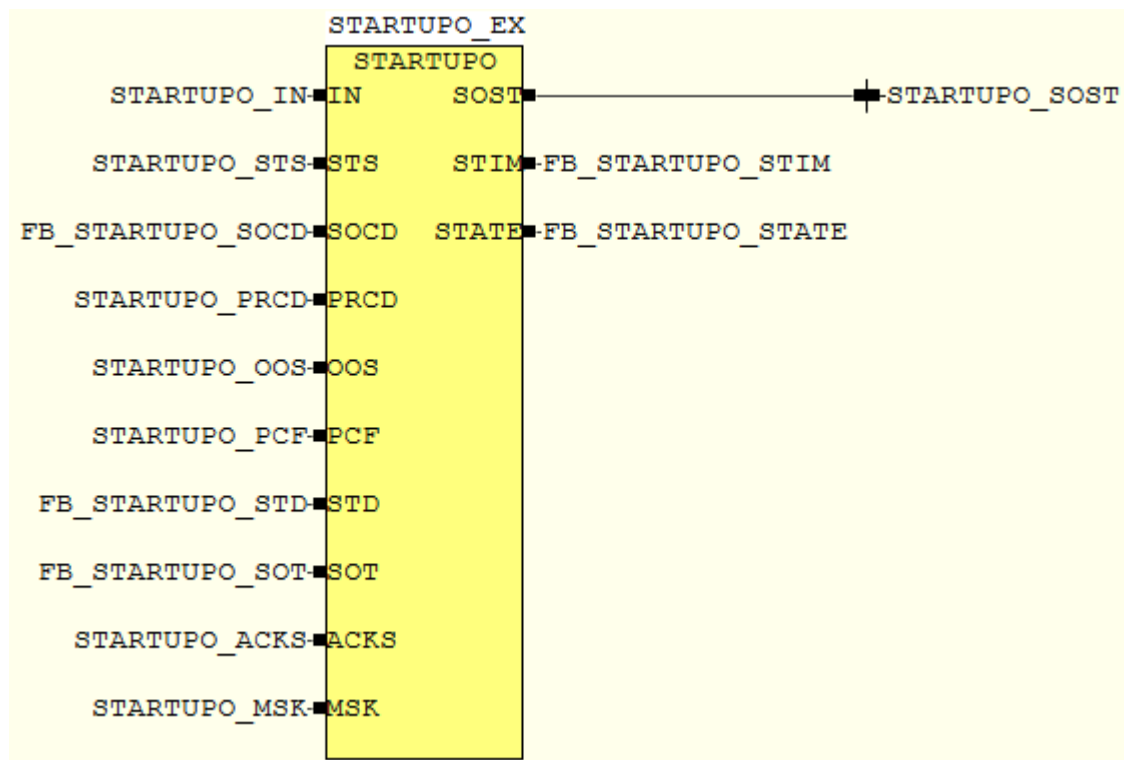 STARTUPO_EX
STARTUPO
STARTUPO_IN IN SOST STARTUPO_SOST
STARTUPO_STS STS STIM FB_STARTUPO_STIM
FB_STARTUPO_SOCD SOCD STATE FB_STARTUPO_STATE
STARTUPO_PRCD PRCD
STARTUPO_OOS OOS
STARTUPO_PCF PCF
FB_STARTUPO_STD STD
FB_STARTUPO_SOT SOT
STARTUPO_ACKS ACKS
STARTUPO_MSK MSK